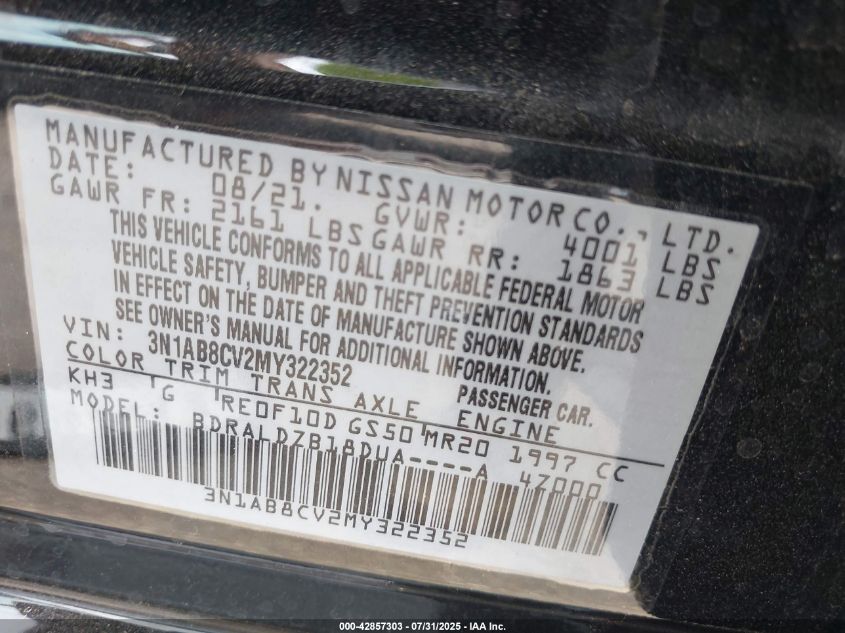 MANUFACTURED BY NISSAN MOTOR CO., LTD.
DATE: 08/21. GVWR: 4001 LBS
GAWR FR: 2161 LBS GAWR RR: 1863 LBS
THIS VEHICLE CONFORMS TO ALL APPLICABLE FEDERAL MOTOR
VEHICLE SAFETY, BUMPER AND THEFT PREVENTION STANDARDS
IN EFFECT ON THE DATE OF MANUFACTURE SHOWN ABOVE.
SEE OWNER'S MANUAL FOR ADDITIONAL INFORMATION.
VIN: 3N1AB8CV2MY322352 PASSENGER CAR.
COLOR TRIM TRANS AXLE ENGINE
KH3 G RE0F10D GS50 MR20 1997 CC
MODEL: BDRALDZB18DUA----A 47000
3N1AB8CV2MY322352
000-42857303 - 07/31/2025 - IAA Inc.